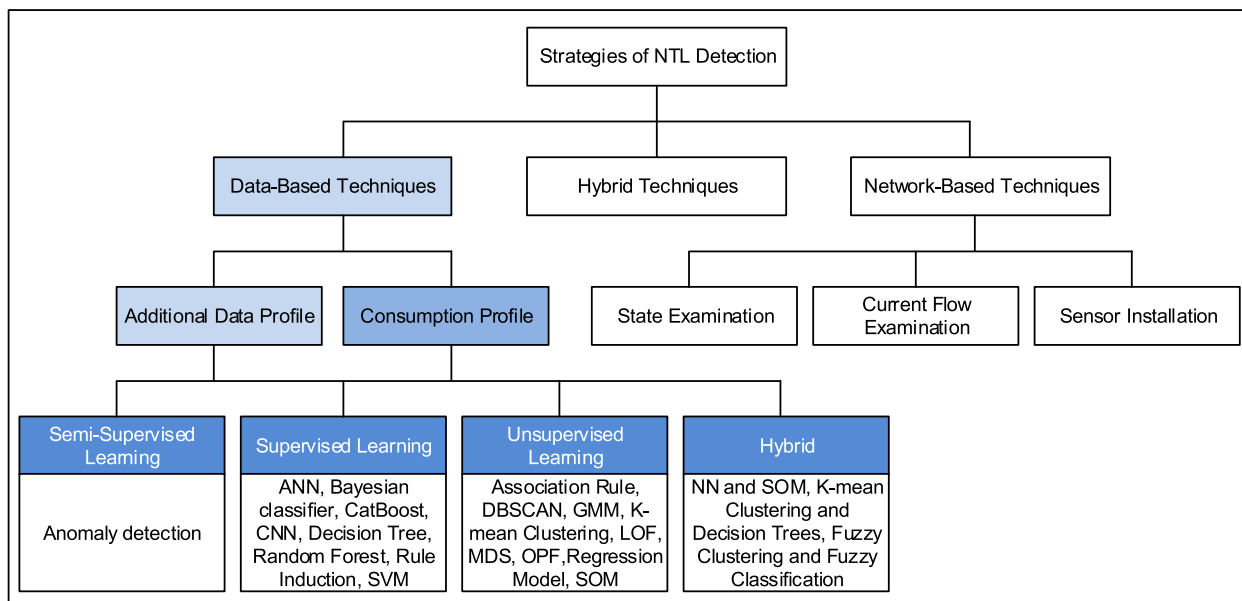 Strategies of NTL Detection
Data-Based Techniques
Hybrid Techniques
Network-Based Techniques
Additional Data Profile
Consumption Profile
State Examination
Current Flow
Examination
Sensor Installation
Semi-Supervised
Learning
Anomaly detection
Supervised Learning
ANN, Bayesian
classifier, CatBoost,
CNN, Decision Tree,
Random Forest, Rule
Induction, SVM
Unsupervised
Learning
Association Rule,
DBSCAN, GMM, K-
mean Clustering, LOF,
MDS, OPF,Regression
Model, SOM
Hybrid
NN and SOM, K-mean
Clustering and
Decision Trees, Fuzzy
Clustering and Fuzzy
Classification